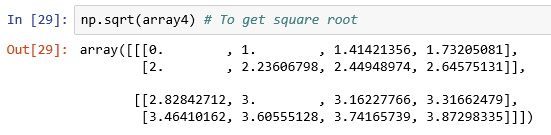 In [29]: np.sqrt(array4) # To get square root
Out[29]: array([[[0.        , 1.        , 1.41421356, 1.73205081],
        [2.        , 2.23606798, 2.44948974, 2.64575131]],

       [[2.82842712, 3.        , 3.16227766, 3.31662479],
        [3.46410162, 3.60555128, 3.74165739, 3.87298335]]])